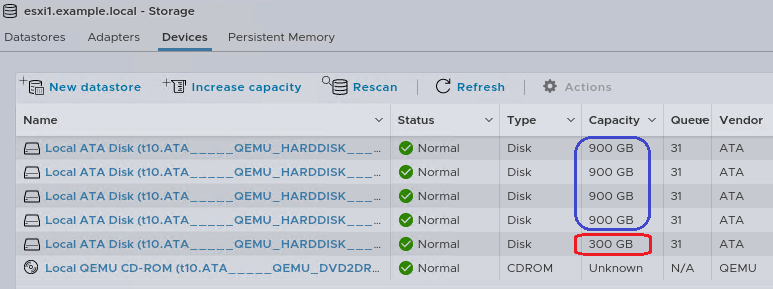 esxi1.example.local - Storage
Datastores Adapters Devices Persistent Memory
New datastore Increase capacity Rescan Refresh Actions
Name Status Type Capacity Queue Vendor
Local ATA Disk (t10.ATA_____QEMU_HARDDISK___... Normal Disk 900 GB 31 ATA
Local ATA Disk (t10.ATA_____QEMU_HARDDISK___... Normal Disk 900 GB 31 ATA
Local ATA Disk (t10.ATA_____QEMU_HARDDISK___... Normal Disk 900 GB 31 ATA
Local ATA Disk (t10.ATA_____QEMU_HARDDISK___... Normal Disk 900 GB 31 ATA
Local ATA Disk (t10.ATA_____QEMU_HARDDISK___... Normal Disk 300 GB 31 ATA
Local QEMU CD-ROM (t10.ATA_____QEMU_DVD2DR... Normal CDROM Unknown N/A QEMU